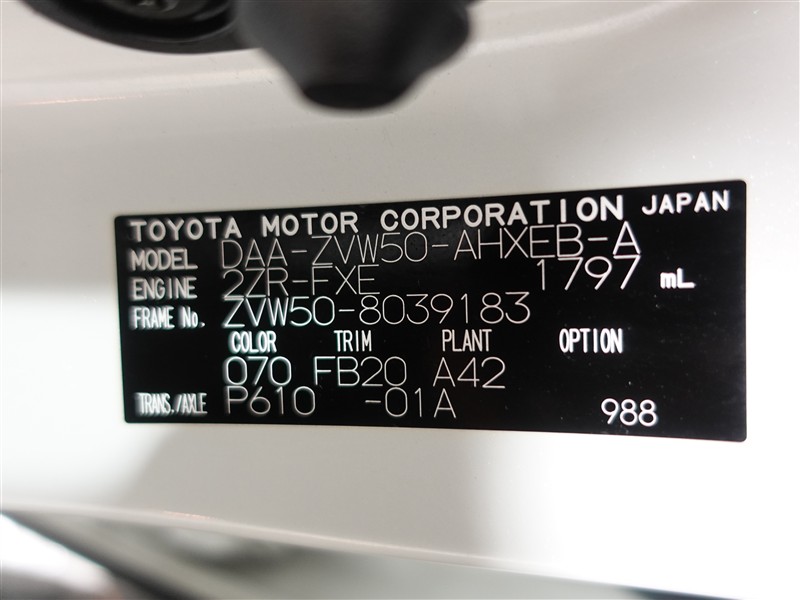 TOYOTA MOTOR CORPORATION JAPAN
MODEL DAA-ZVW50-AHXEB-A
ENGINE 2ZR-FXE 1797 mL
FRAME No. ZVW50-8039183
COLOR TRIM PLANT OPTION
070 FB20 A42
TRANS./AXLE P610 -01A 988